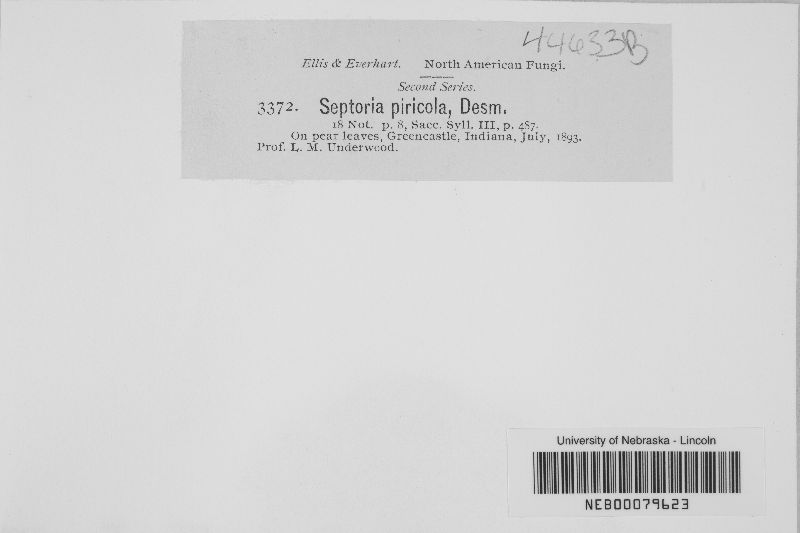 44633B
Ellis & Everhart. North American Fungi.
Second Series.
3372. Septoria piricola, Desm.
18 Not. p. 8, Sacc. Syll. III, p. 487.
On pear leaves, Greencastle, Indiana, July, 1893.
Prof. L. M. Underwood.
University of Nebraska - Lincoln
NEB00079623